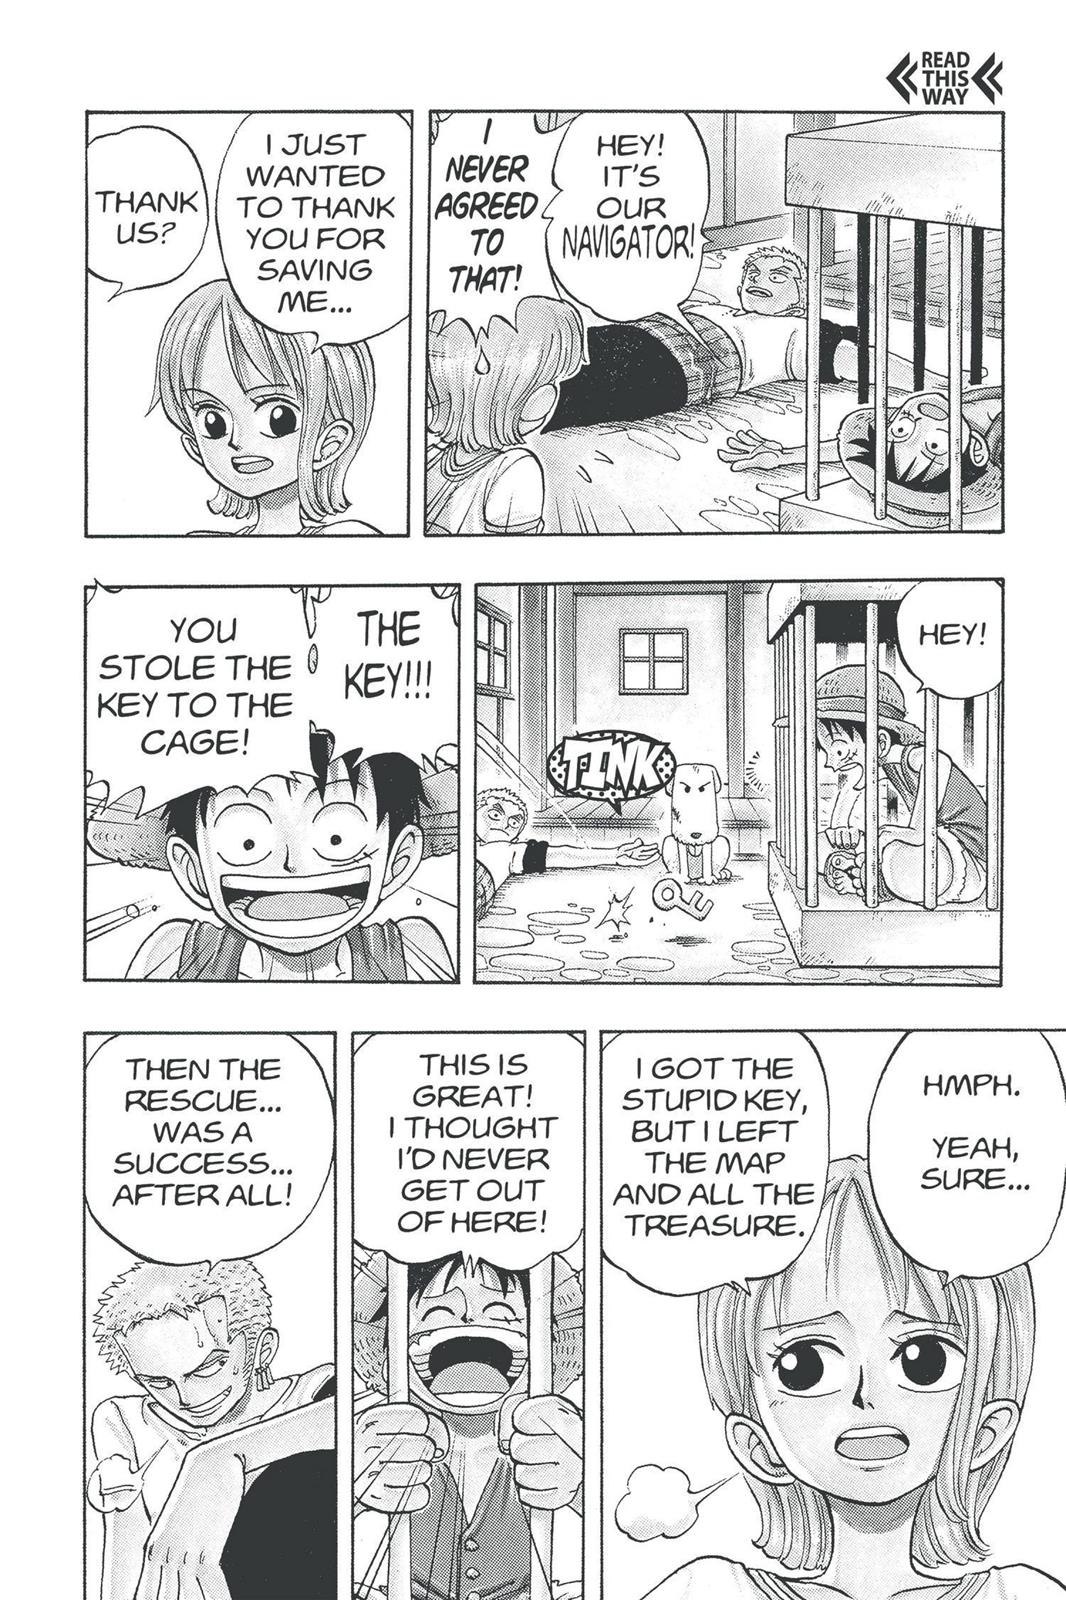 READ
THIS
WAY
HEY!
IT'S
OUR
NAVIGATOR!
I
NEVER
AGREED
TO
THAT!
I JUST
WANTED
TO THANK
YOU FOR
SAVING
ME...
THANK
US?
HEY!
TINK
THE
KEY!!!
YOU
STOLE THE
KEY TO THE
CAGE!
HMPH.
YEAH,
SURE...
I GOT THE
STUPID KEY,
BUT I LEFT
THE MAP
AND ALL THE
TREASURE.
THIS IS
GREAT!
I THOUGHT
I'D NEVER
GET OUT
OF HERE!
THEN THE
RESCUE...
WAS A
SUCCESS...
AFTER ALL!